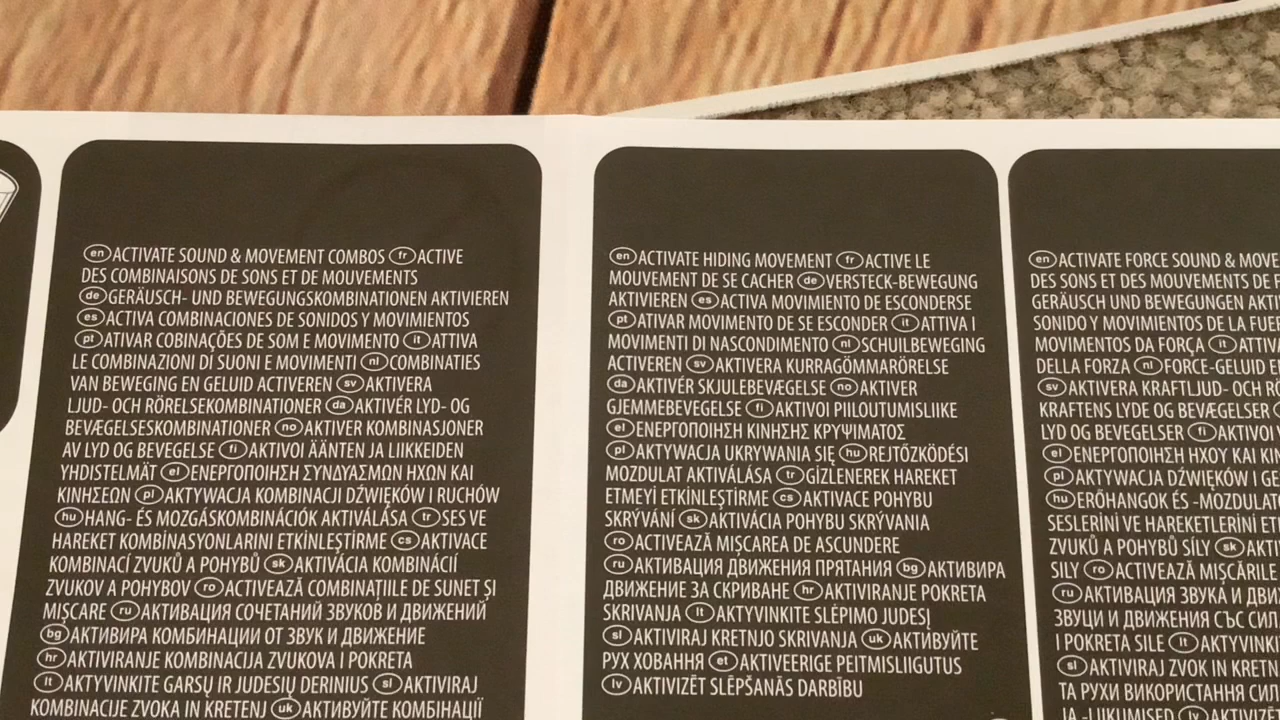 en ACTIVATE SOUND & MOVEMENT COMBOS fr ACTIVE
DES COMBINAISONS DE SONS ET DE MOUVEMENTS
de GERÄUSCH- UND BEWEGUNGSKOMBINATIONEN AKTIVIEREN
es ACTIVA COMBINACIONES DE SONIDOS Y MOVIMIENTOS
pt ATIVAR COBINAÇÕES DE SOM E MOVIMENTO it ATTIVA
LE COMBINAZIONI DI SUONI E MOVIMENTI nl COMBINATIES
VAN BEWEGING EN GELUID ACTIVEREN sv AKTIVERA
LJUD- OCH RÖRELSEKOMBINATIONER da AKTIVÉR LYD- OG
BEVÆGELSESKOMBINATIONER no AKTIVER KOMBINASJONER
AV LYD OG BEVEGELSE fi AKTIVOI ÄÄNTEN JA LIIKKEIDEN
YHDISTELMÄT el ΕΝΕΡΓΟΠΟΙΗΣΗ ΣΥΝΔΥΑΣΜΩΝ ΗΧΩΝ ΚΑΙ
ΚΙΝΗΣΕΩΝ pl AKTYWACJA KOMBINACJI DŹWIĘKÓW I RUCHÓW
hu HANG- ÉS MOZGÁSKOMBINÁCIÓK AKTIVÁLÁSA tr SES VE
HAREKET KOMBİNASYONLARINI ETKİNLEŞTİRME cs AKTIVACE
KOMBINACÍ ZVUKŮ A POHYBŮ sk AKTIVÁCIA KOMBINÁCIÍ
ZVUKOV A POHYBOV ro ACTIVEAZĂ COMBINAȚIILE DE SUNET ȘI
MIȘCARE ru АКТИВАЦИЯ СОЧЕТАНИЙ ЗВУКОВ И ДВИЖЕНИЙ
bg АКТИВИРА КОМБИНАЦИИ ОТ ЗВУК И ДВИЖЕНИЕ
hr AKTIVIRANJE KOMBINACIJA ZVUKOVA I POKRETA
lt AKTYVINKITE GARSŲ IR JUDESIŲ DERINIUS sl AKTIVIRAJ
KOMBINACIJE ZVOKA IN KRETENJ uk АКТИВУЙТЕ КОМБІНАЦІЇ
en ACTIVATE HIDING MOVEMENT fr ACTIVE LE
MOUVEMENT DE SE CACHER de VERSTECK-BEWEGUNG
AKTIVIEREN es ACTIVA MOVIMIENTO DE ESCONDERSE
pt ATIVAR MOVIMENTO DE SE ESCONDER it ATTIVA I
MOVIMENTI DI NASCONDIMENTO nl SCHUILBEWEGING
ACTIVEREN sv AKTIVERA KURRAGÖMMARÖRELSE
da AKTIVÉR SKJULEBEVÆGELSE no AKTIVER
GJEMMEBEVEGELSE fi AKTIVOI PIILOUTUMISLIIKE
el ΕΝΕΡΓΟΠΟΙΗΣΗ ΚΙΝΗΣΗΣ ΚΡΥΨΙΜΑΤΟΣ
pl AKTYWACJA UKRYWANIA SIĘ hu REJTŐZKÖDÉSI
MOZDULAT AKTIVÁLÁSA tr GİZLENEREK HAREKET
ETMEYİ ETKİNLEŞTİRME cs AKTIVACE POHYBU
SKRÝVÁNÍ sk AKTIVÁCIA POHYBU SKRÝVANIA
ro ACTIVEAZĂ MIȘCAREA DE ASCUNDERE
ru АКТИВАЦИЯ ДВИЖЕНИЯ ПРЯТАНИЯ bg АКТИВИРА
ДВИЖЕНИЕ ЗА СКРИВАНЕ hr AKTIVIRANJE POKRETA
SKRIVANJA lt AKTYVINKITE SLĖPIMO JUDESĮ
sl AKTIVIRAJ KRETNJO SKRIVANJA uk АКТИВУЙТЕ
РУХ ХОВАННЯ et AKTIVEERIGE PEITMISLIIGUTUS
lv AKTIVIZĒT SLĒPŠANĀS DARBĪBU
en ACTIVATE FORCE SOUND & MOVE
DES SONS ET DES MOUVEMENTS DE F
GERÄUSCH UND BEWEGUNGEN AKTI
SONIDO Y MOVIMIENTOS DE LA FUE
MOVIMENTOS DA FORÇA it ATTIVA
DELLA FORZA nl FORCE-GELUID E
sv AKTIVERA KRAFTLJUD- OCH RÖ
KRAFTENS LYDE OG BEVÆGELSER
LYD OG BEVEGELSER fi AKTIVOI
el ΕΝΕΡΓΟΠΟΙΗΣΗ ΗΧΟΥ ΚΑΙ ΚΙΝ
pl AKTYWACJA DŹWIĘKÓW I GE
hu ERŐHANGOK ÉS -MOZDULAT
SESLERİNİ VE HAREKETLERİNİ ET
ZVUKŮ A POHYBŮ SÍLY sk AKTI
SILY ro ACTIVEAZĂ MIȘCĂRILE
ru АКТИВАЦИЯ ЗВУКА И ДВИ
ЗВУЦИ И ДВИЖЕНИЯ СЪС СИЛ
I POKRETA SILE lt AKTYVINKI
sl AKTIVIRAJ ZVOK IN KRETN
ТА РУХИ ВИКОРИСТАННЯ СИЛ
JA -LIIKUMISED lv AKTIVIZĒT